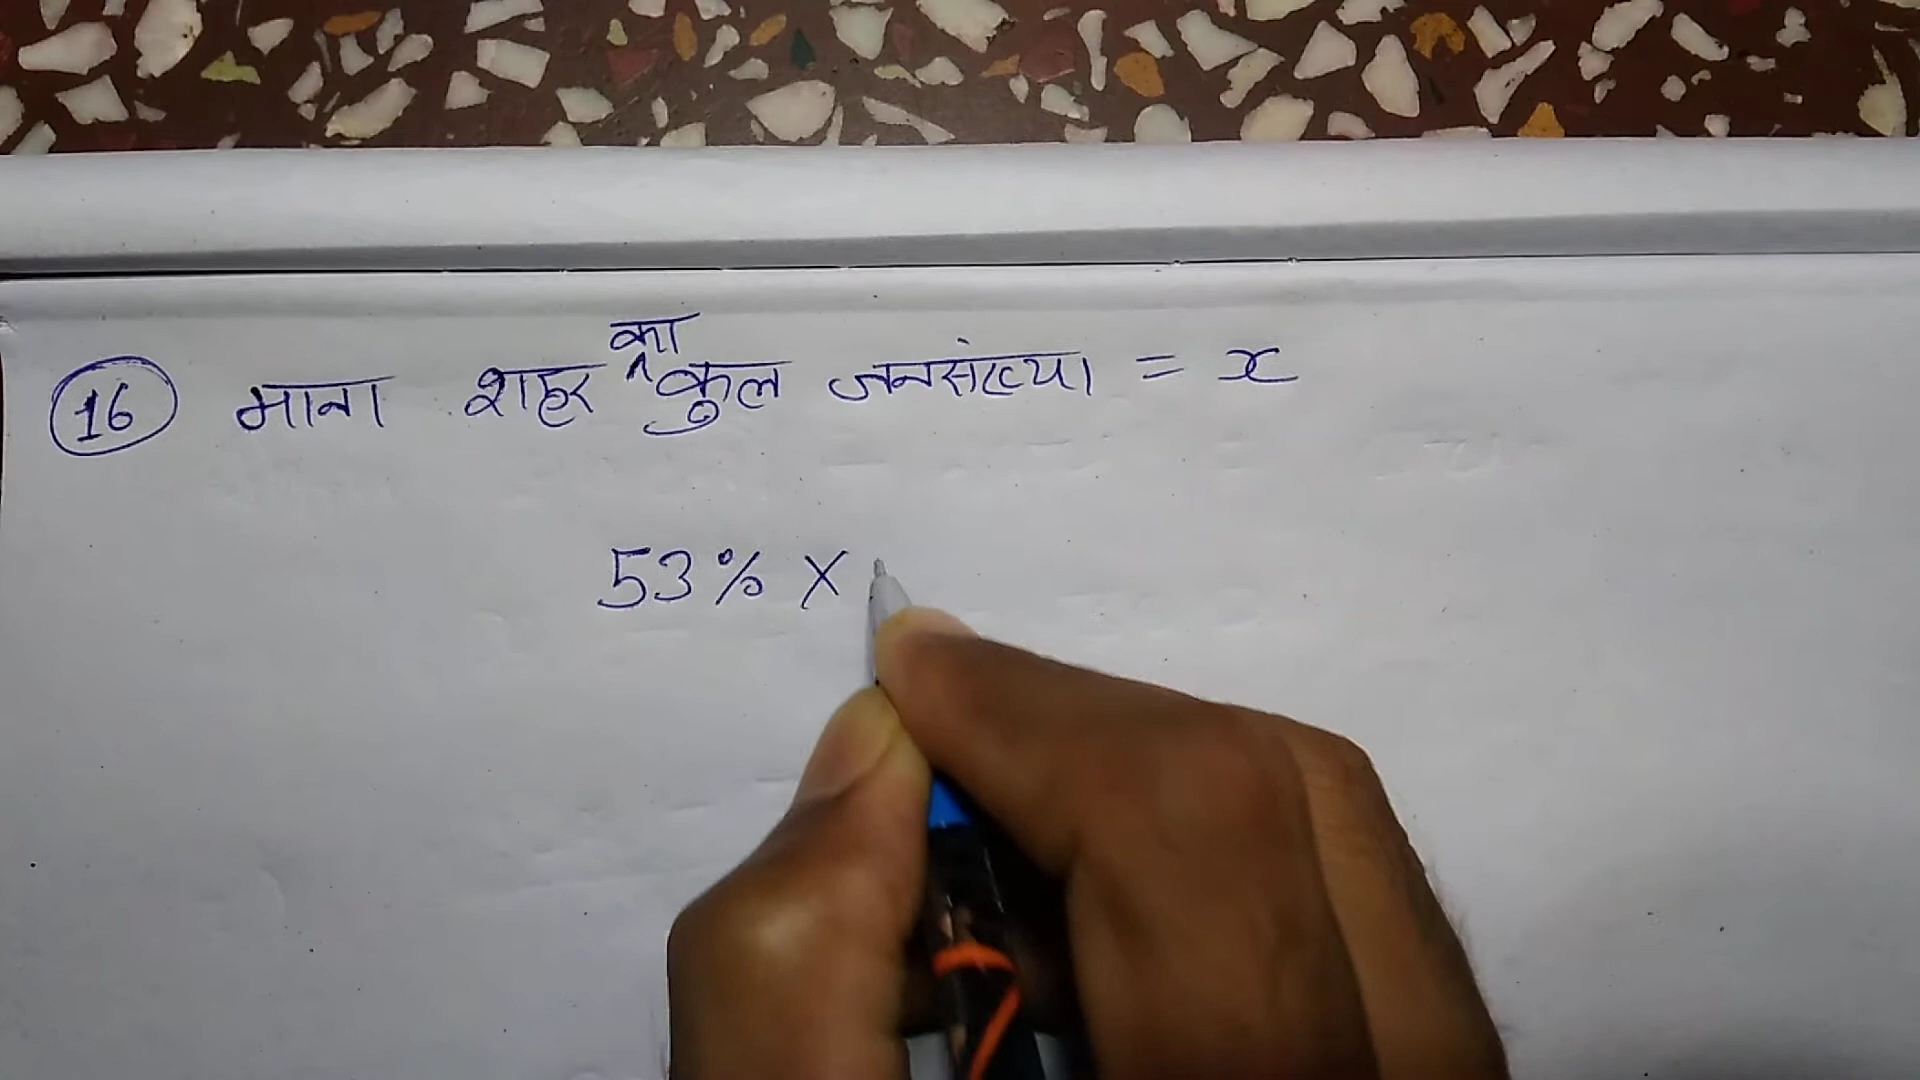 16 माना शहर का कुल जनसंख्या = x
53% ×